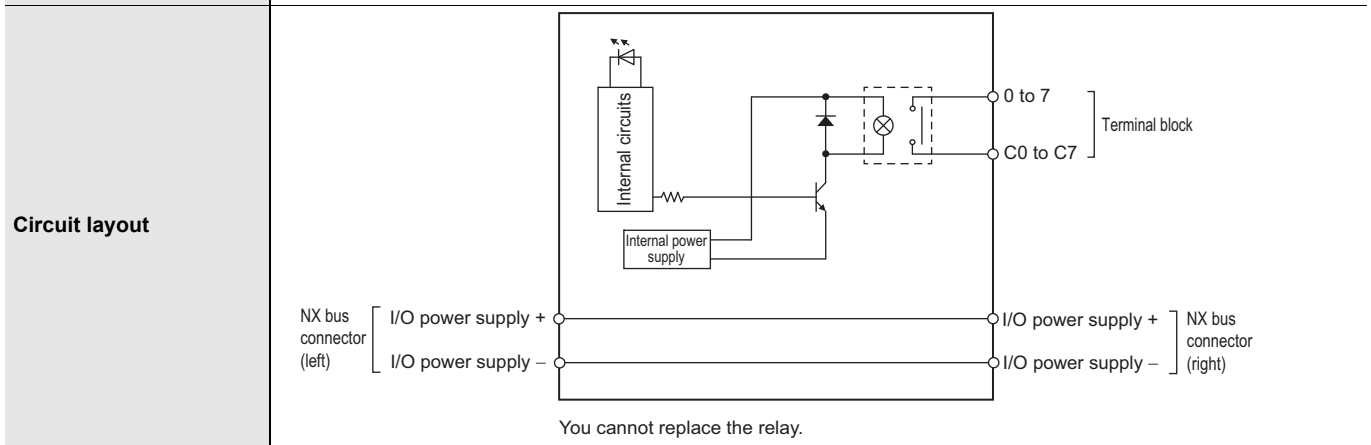 Circuit layout
Internal circuits
0 to 7
Terminal block
C0 to C7
Internal power
supply
NX bus
connector
(left)
I/O power supply +
I/O power supply −
I/O power supply +
I/O power supply −
NX bus
connector
(right)
You cannot replace the relay.